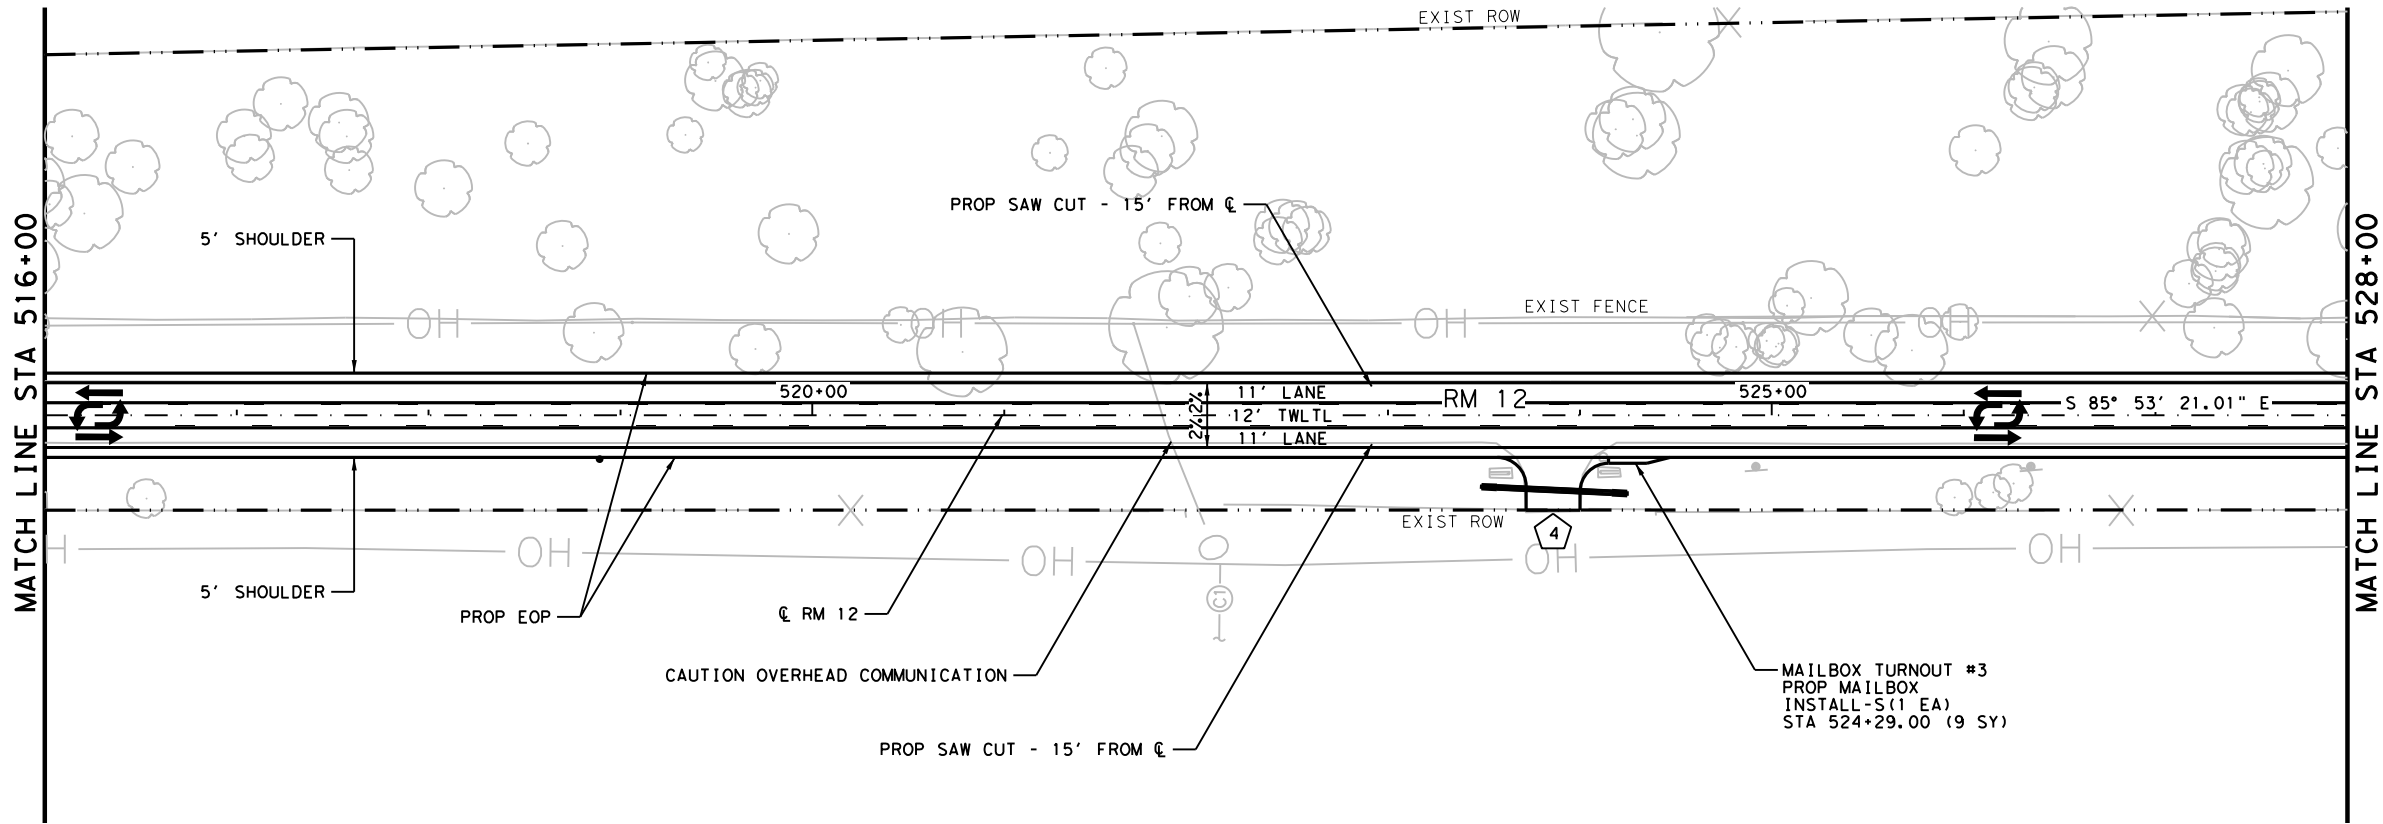 EXIST ROW
MATCH LINE STA 516+00
MATCH LINE STA 528+00
PROP SAW CUT - 15' FROM ℄
5' SHOULDER
EXIST FENCE
OH
OH
OH
OH
520+00
11' LANE
RM 12
525+00
2%
2%
12' TWLTL
S 85° 53' 21.01" E
11' LANE
EXIST ROW
4
H
OH
OH
OH
OH
C1
5' SHOULDER
PROP EOP
℄ RM 12
CAUTION OVERHEAD COMMUNICATION
MAILBOX TURNOUT #3
PROP MAILBOX
INSTALL-S(1 EA)
STA 524+29.00 (9 SY)
PROP SAW CUT - 15' FROM ℄